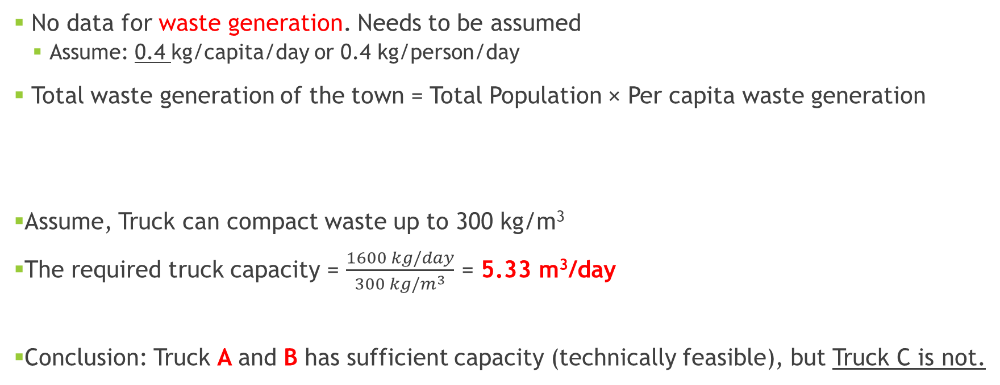 ▪ No data for waste generation. Needs to be assumed
▪ Assume: 0.4 kg/capita/day or 0.4 kg/person/day
▪ Total waste generation of the town = Total Population × Per capita waste generation
▪Assume, Truck can compact waste up to 300 kg/m³
▪The required truck capacity = 1600 kg/day / 300 kg/m³ = 5.33 m³/day
▪Conclusion: Truck A and B has sufficient capacity (technically feasible), but Truck C is not.